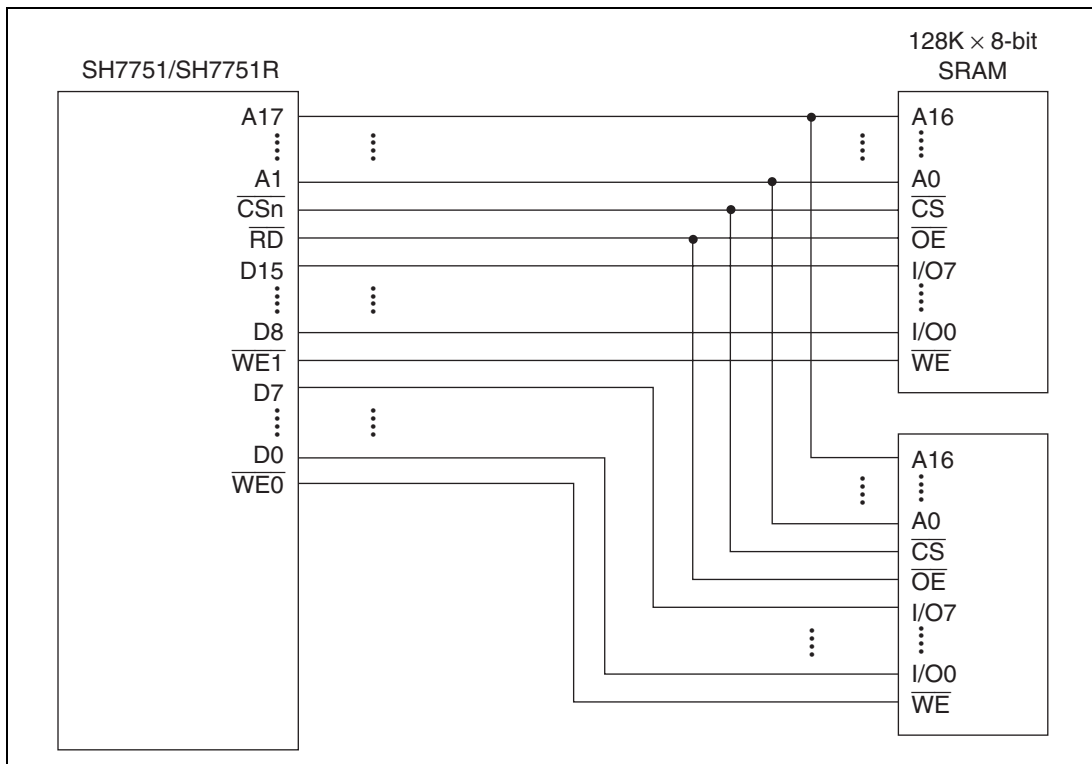 128K × 8-bit
SRAM
SH7751/SH7751R
A17
A1
CSn
RD
D15
D8
WE1
D7
D0
WE0
A16
A0
CS
OE
I/O7
I/O0
WE
A16
A0
CS
OE
I/O7
I/O0
WE